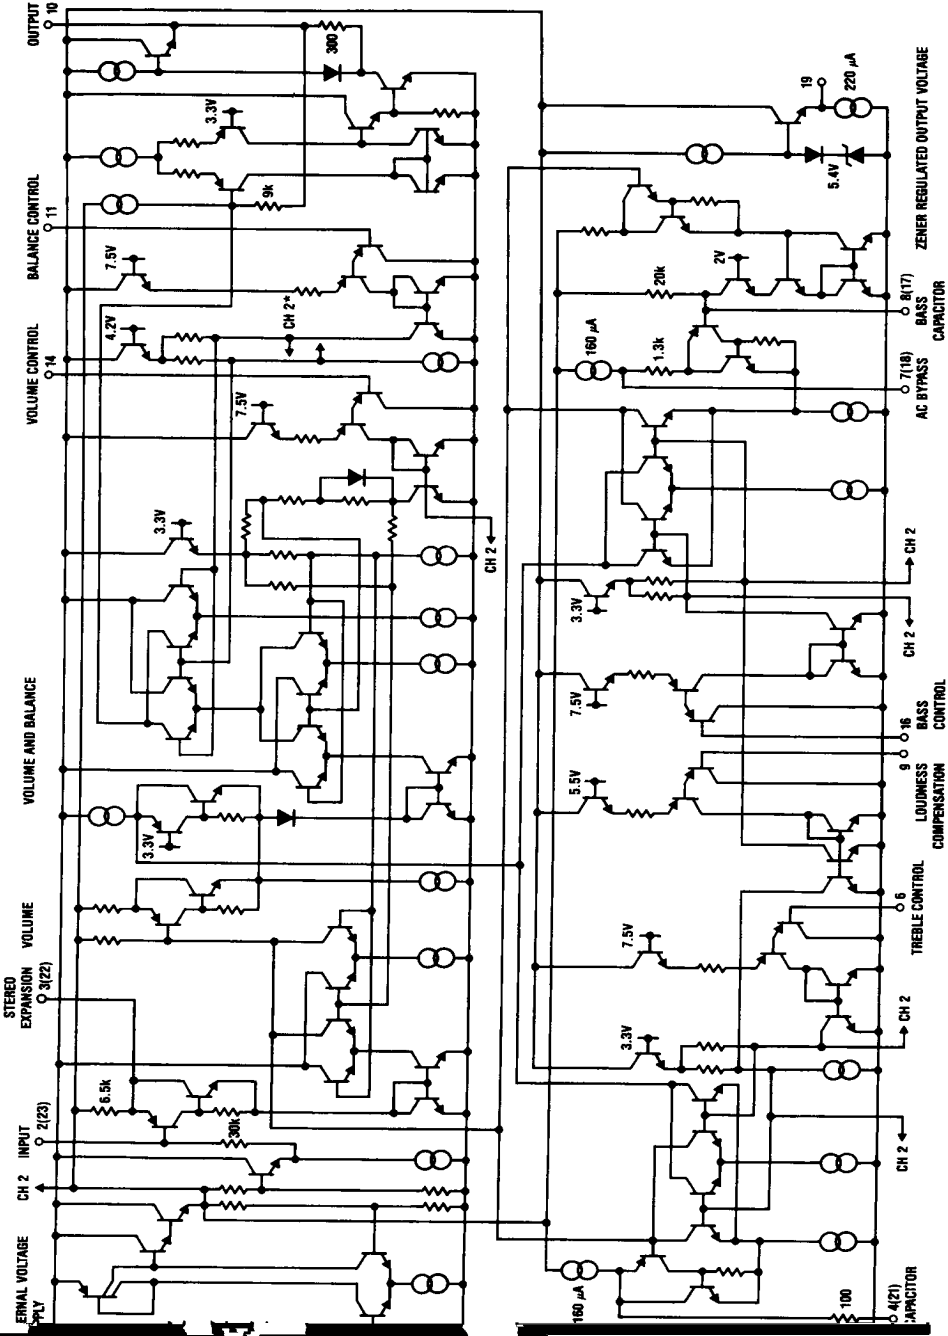 ERNAL VOLTAGE
PLY
CH 2
INPUT
2(23)
STEREO
EXPANSION
3(22)
VOLUME
VOLUME AND BALANCE
VOLUME CONTROL
14
BALANCE CONTROL
11
OUTPUT
10
30k
6.5k
3.3V
3.3V
7.5V
4.2V
7.5V
CH 2*
CH 2
9k
3.3V
300
160 µA
100
4(21)
CAPACITOR
CH 2
3.3V
CH 2
7.5V
6
TREBLE CONTROL
5.5V
LOUDNESS
COMPENSATION
9
16
BASS
CONTROL
7.5V
3.3V
CH 2
CH 2
160 µA
1.3k
7(18)
AC BYPASS
20k
2V
8(17)
BASS
CAPACITOR
5.4V
19
220 µA
ZENER REGULATED OUTPUT VOLTAGE